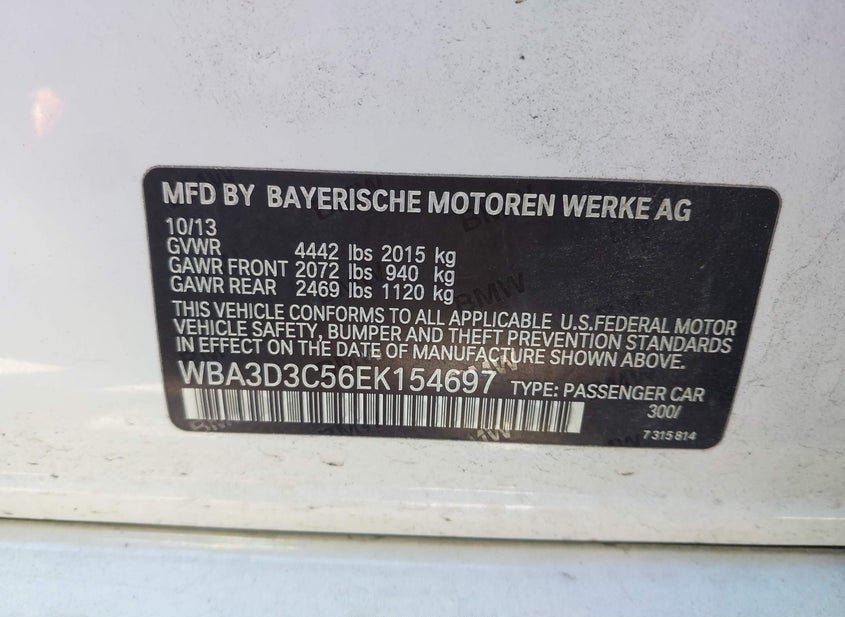 MFD BY BAYERISCHE MOTOREN WERKE AG
10/13
GVWR 4442 lbs 2015 kg
GAWR FRONT 2072 lbs 940 kg
GAWR REAR 2469 lbs 1120 kg
THIS VEHICLE CONFORMS TO ALL APPLICABLE U.S.FEDERAL MOTOR
VEHICLE SAFETY, BUMPER AND THEFT PREVENTION STANDARDS
IN EFFECT ON THE DATE OF MANUFACTURE SHOWN ABOVE.
WBA3D3C56EK154697 TYPE: PASSENGER CAR
300/
7 315 814